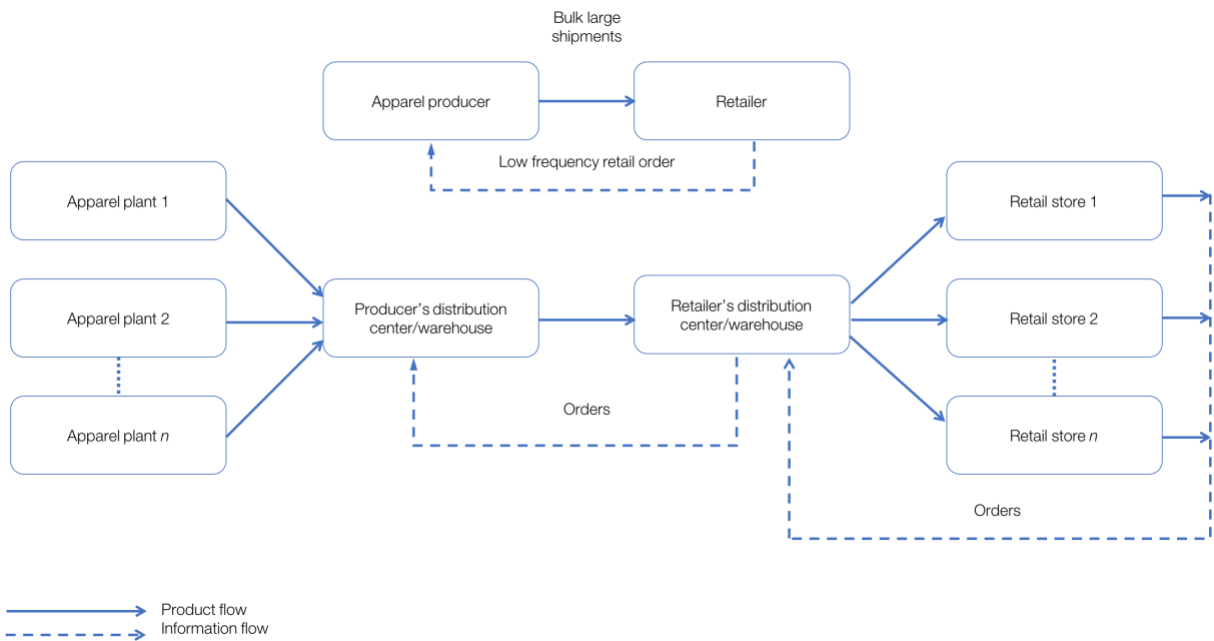 Bulk large
shipments
Apparel producer
Retailer
Low frequency retail order
Apparel plant 1
Retail store 1
Apparel plant 2
Producer's distribution
center/warehouse
Retailer's distribution
center/warehouse
Retail store 2
Orders
Apparel plant n
Retail store n
Orders
Product flow
Information flow